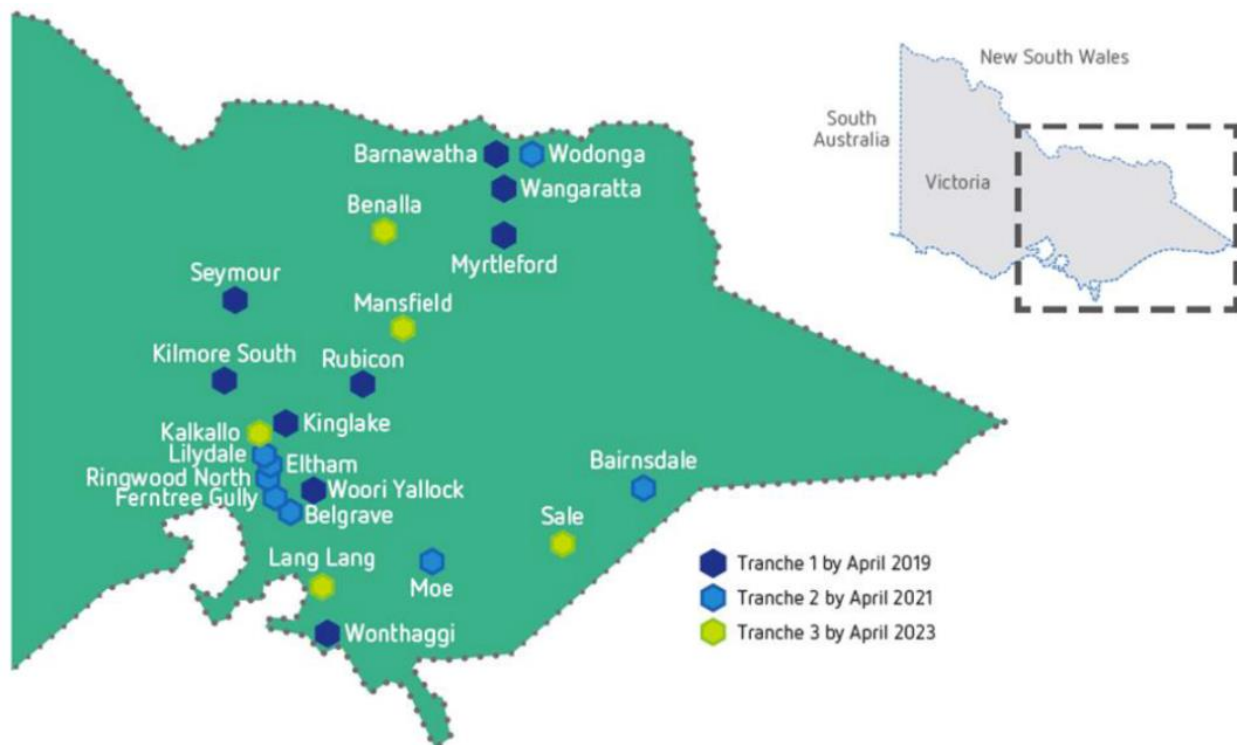 New South Wales
South
Australia
Victoria
Barnawatha
Wodonga
Wangaratta
Benalla
Myrtleford
Seymour
Mansfield
Kilmore South
Rubicon
Kinglake
Kalkallo
Lilydale
Eltham
Ringwood North
Woori Yallock
Ferntree Gully
Belgrave
Bairnsdale
Sale
Lang Lang
Moe
Wonthaggi
Tranche 1 by April 2019
Tranche 2 by April 2021
Tranche 3 by April 2023